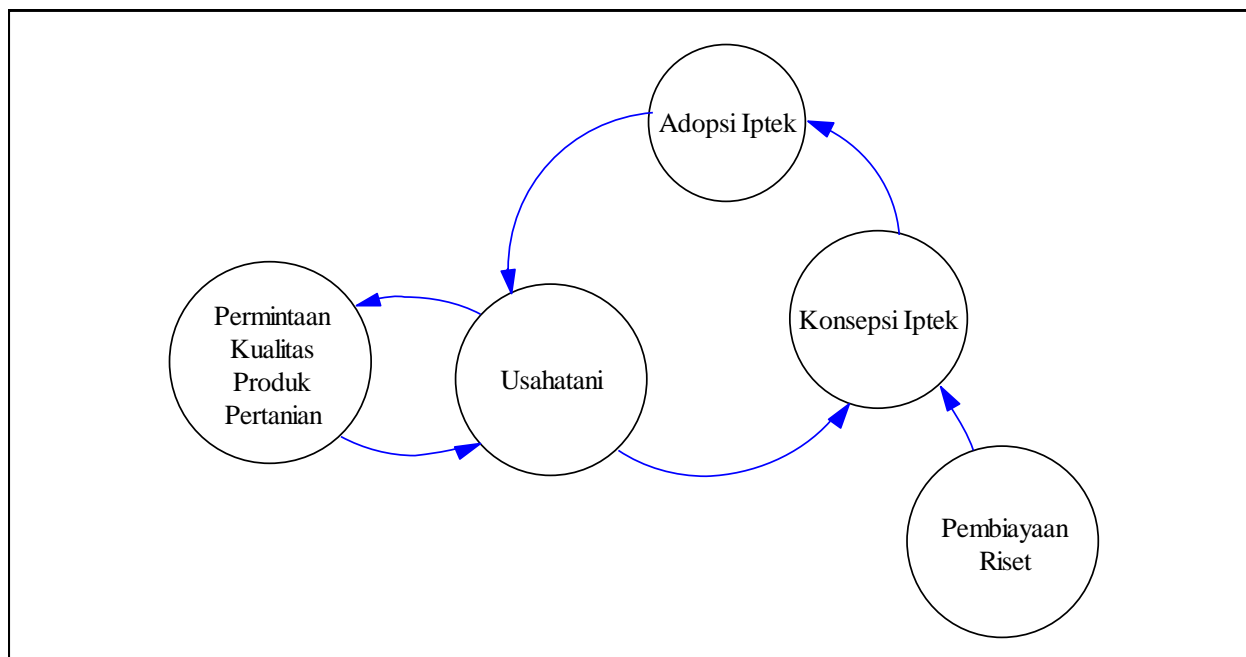 Adopsi Iptek
Konsepsi Iptek
Permintaan
Kualitas
Produk
Pertanian
Usahatani
Pembiayaan
Riset